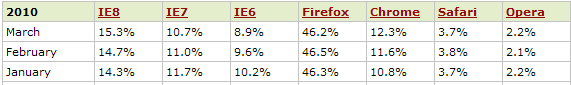 2010 IE8 IE7 IE6 Firefox Chrome Safari Opera
March 15.3% 10.7% 8.9% 46.2% 12.3% 3.7% 2.2%
February 14.7% 11.0% 9.6% 46.5% 11.6% 3.8% 2.1%
January 14.3% 11.7% 10.2% 46.3% 10.8% 3.7% 2.2%